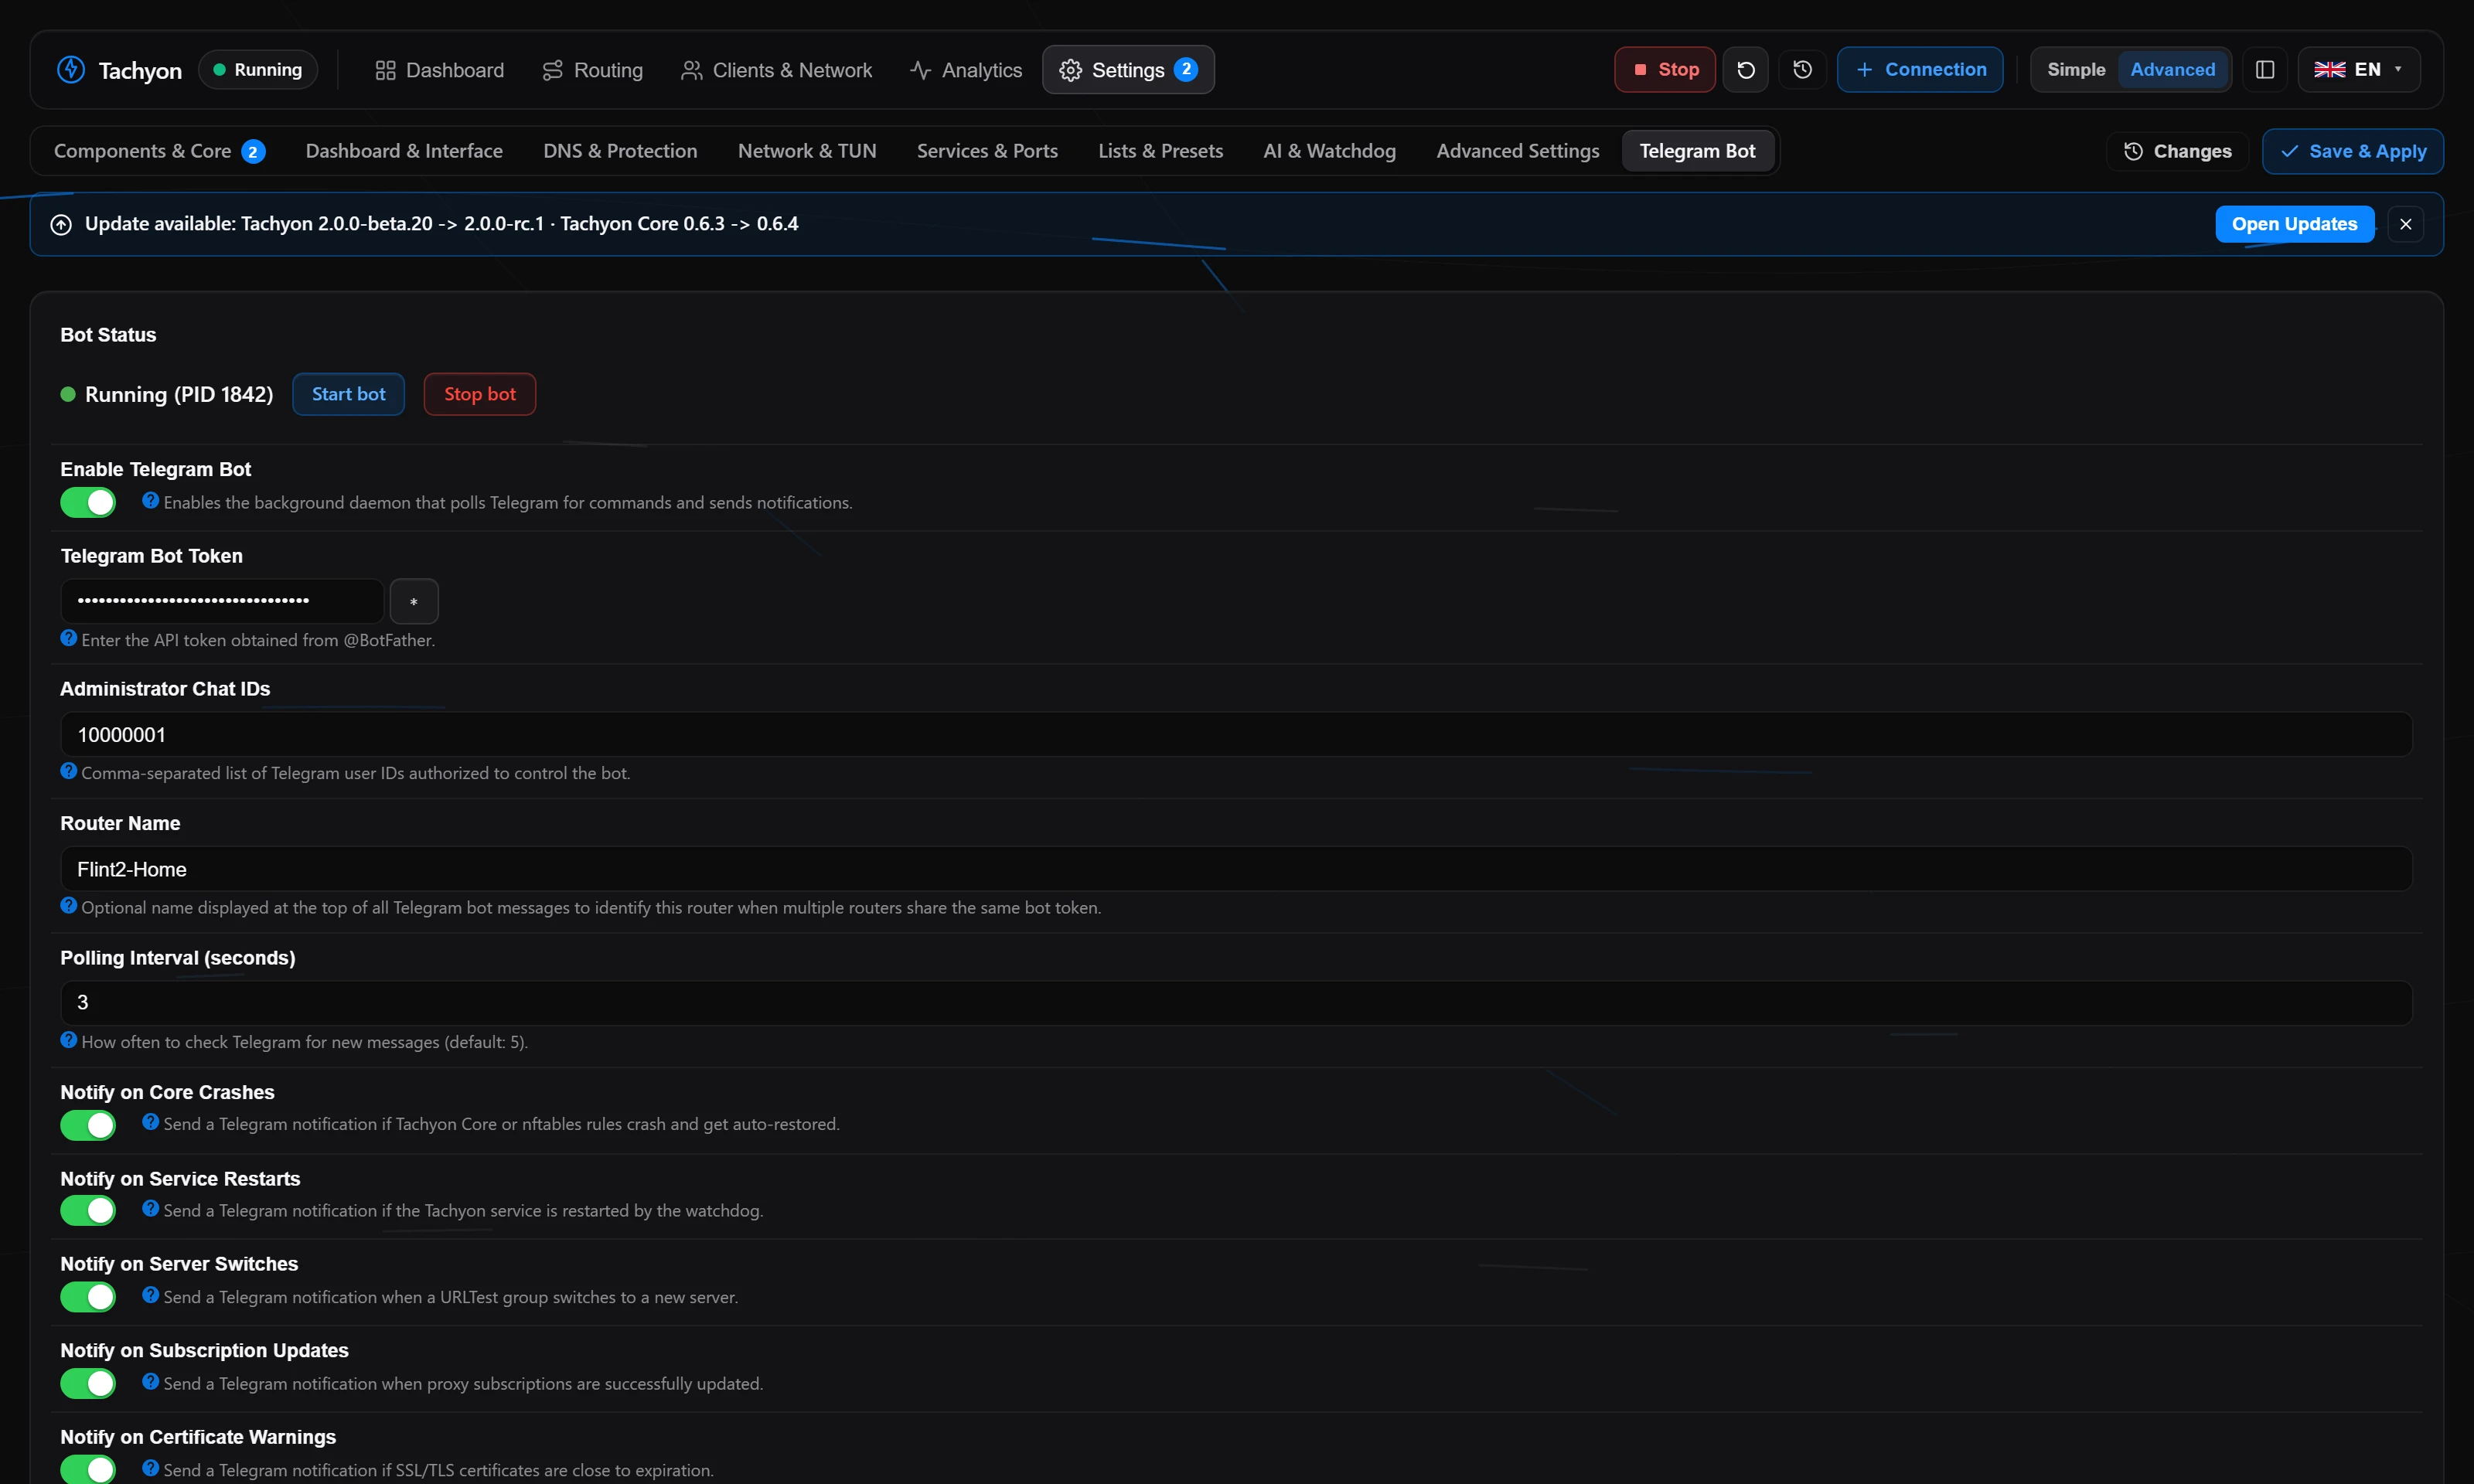 Tachyon Running Dashboard Routing Clients & Network Analytics Settings 2 Stop + Connection Simple Advanced EN
Components & Core 2 Dashboard & Interface DNS & Protection Network & TUN Services & Ports Lists & Presets AI & Watchdog Advanced Settings Telegram Bot Changes Save & Apply
Update available: Tachyon 2.0.0-beta.20 -> 2.0.0-rc.1 · Tachyon Core 0.6.3 -> 0.6.4 Open Updates
Bot Status
Running (PID 1842) Start bot Stop bot
Enable Telegram Bot
? Enables the background daemon that polls Telegram for commands and sends notifications.
Telegram Bot Token
••••••••••••••••••••••••••••••••• *
? Enter the API token obtained from @BotFather.
Administrator Chat IDs
10000001
? Comma-separated list of Telegram user IDs authorized to control the bot.
Router Name
Flint2-Home
? Optional name displayed at the top of all Telegram bot messages to identify this router when multiple routers share the same bot token.
Polling Interval (seconds)
3
? How often to check Telegram for new messages (default: 5).
Notify on Core Crashes
? Send a Telegram notification if Tachyon Core or nftables rules crash and get auto-restored.
Notify on Service Restarts
? Send a Telegram notification if the Tachyon service is restarted by the watchdog.
Notify on Server Switches
? Send a Telegram notification when a URLTest group switches to a new server.
Notify on Subscription Updates
? Send a Telegram notification when proxy subscriptions are successfully updated.
Notify on Certificate Warnings
? Send a Telegram notification if SSL/TLS certificates are close to expiration.